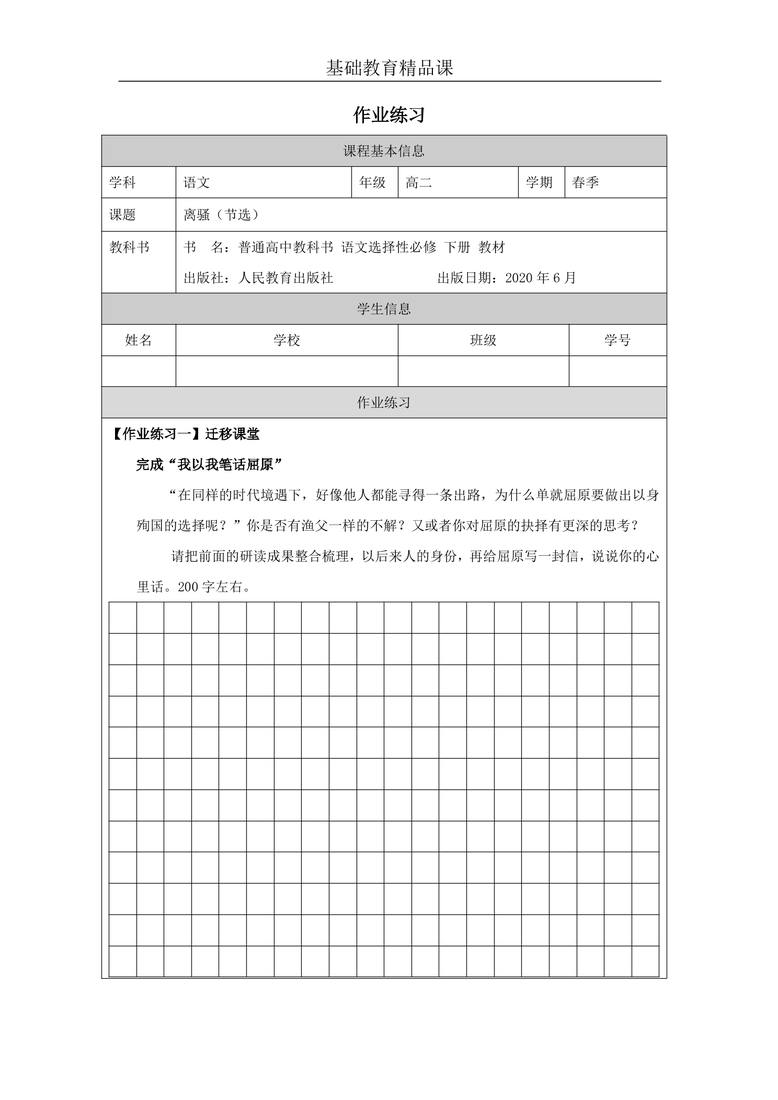 基础教育精品课
作业练习
课程基本信息
学科 语文 年级 高二 学期 春季
课题 离骚（节选）
教科书 书 名：普通高中教科书 语文选择性必修 下册 教材
出版社：人民教育出版社 出版日期：2020 年 6 月
学生信息
姓名 学校 班级 学号
作业练习
【作业练习一】迁移课堂
完成“我以我笔话屈原”
“在同样的时代境遇下，好像他人都能寻得一条出路，为什么单就屈原要做出以身
殉国的选择呢？”你是否有渔父一样的不解？又或者你对屈原的抉择有更深的思考？
请把前面的研读成果整合梳理，以后来人的身份，再给屈原写一封信，说说你的心
里话。200 字左右。